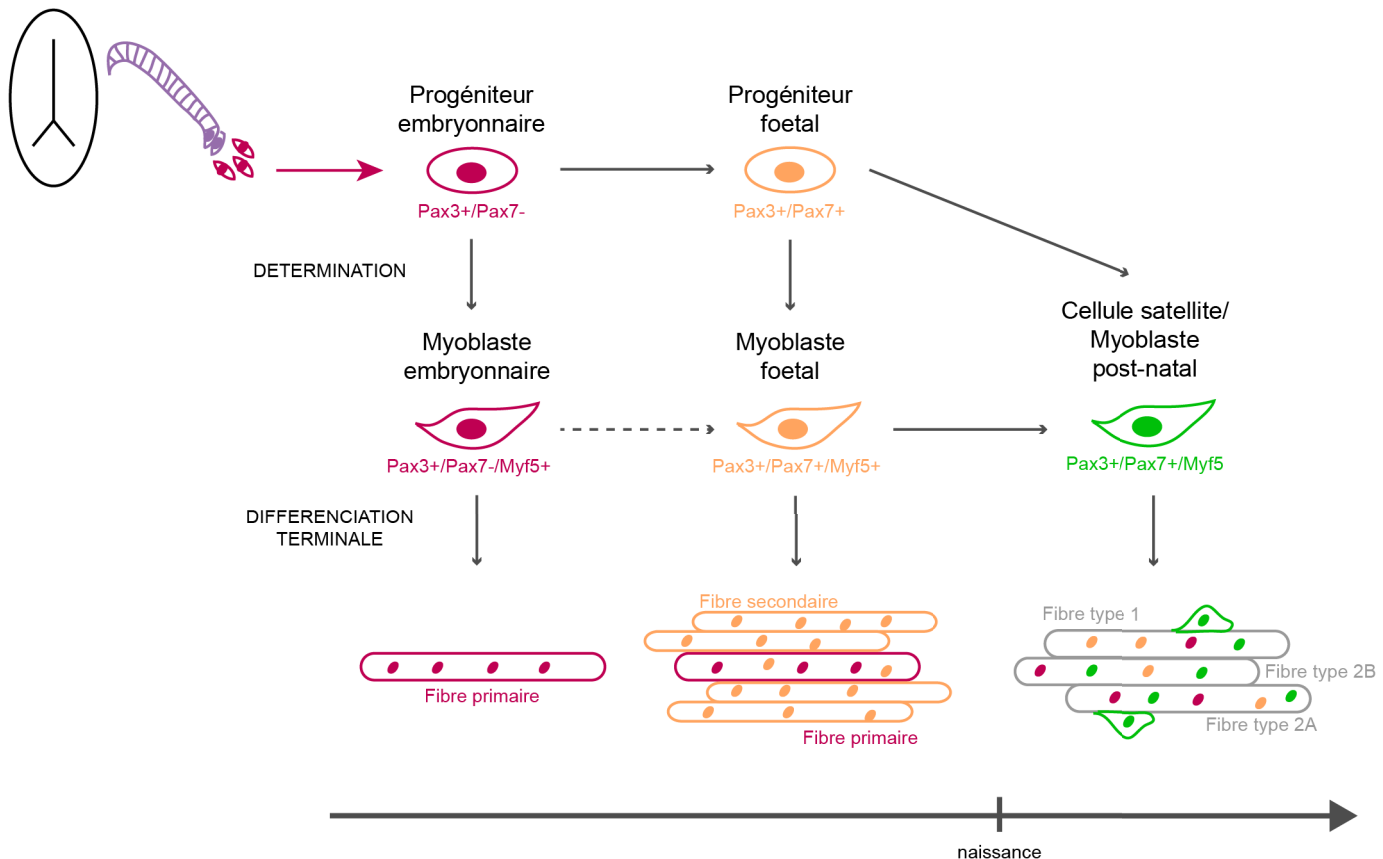 Progéniteur
embryonnaire
Progéniteur
foetal
Pax3+/Pax7-
Pax3+/Pax7+
DETERMINATION
Myoblaste
embryonnaire
Myoblaste
foetal
Cellule satellite/
Myoblaste
post-natal
Pax3+/Pax7-/Myf5+
Pax3+/Pax7+/Myf5+
Pax3+/Pax7+/Myf5
DIFFERENCIATION
TERMINALE
Fibre primaire
Fibre secondaire
Fibre primaire
Fibre type 1
Fibre type 2B
Fibre type 2A
naissance